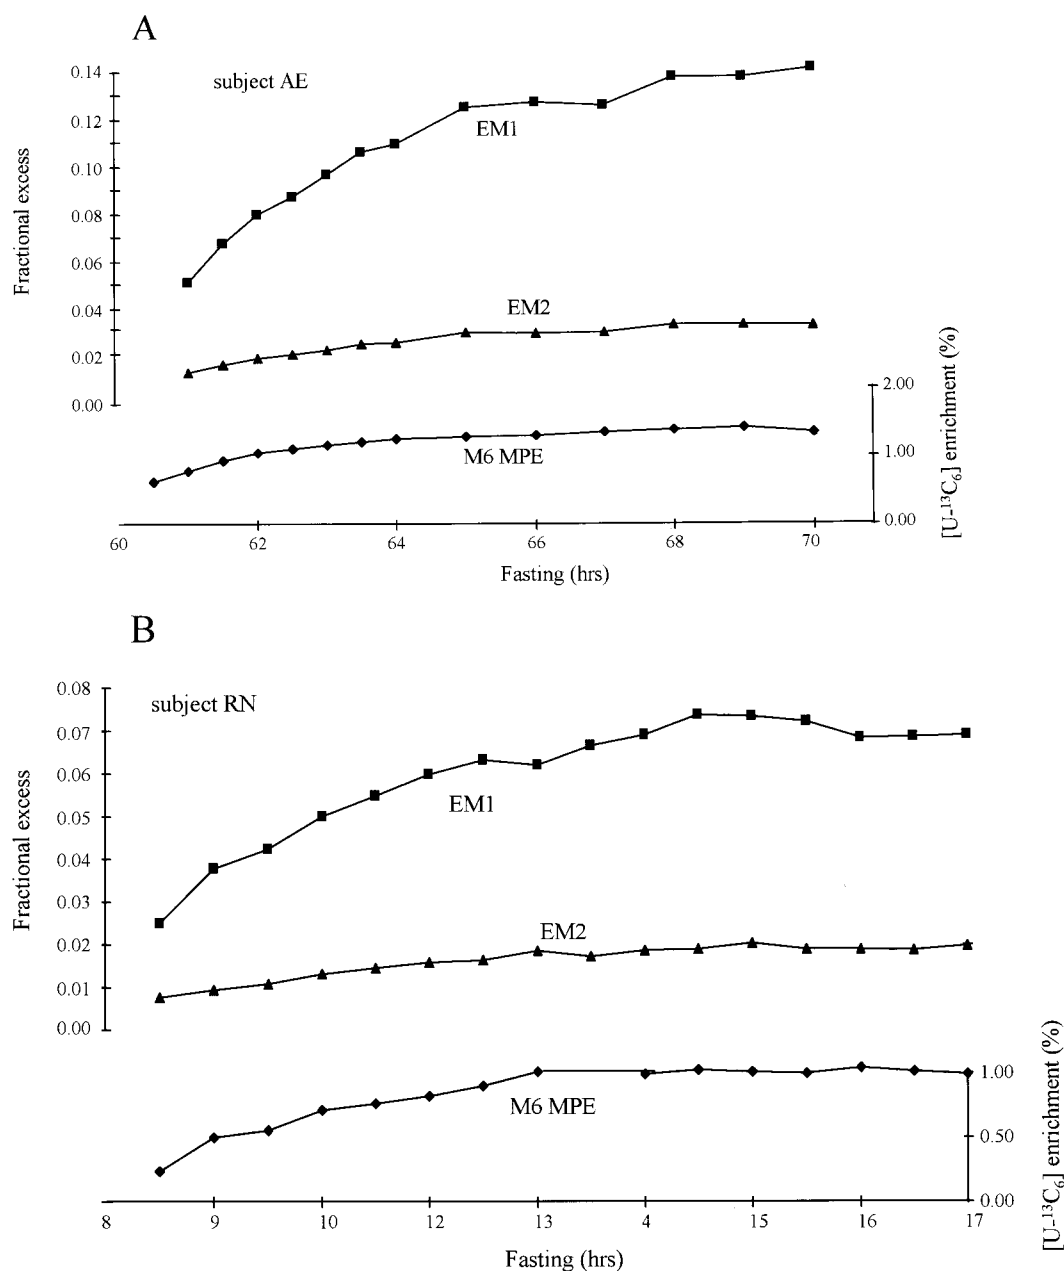 A
subject AE
0.14
0.12
0.10
0.08
0.06
0.04
0.02
0.00
Fractional excess
EM1
EM2
M6 MPE
2.00
1.00
0.00
[U-¹³C₆] enrichment (%)
60 62 64 66 68 70
Fasting (hrs)
B
subject RN
0.08
0.07
0.06
0.05
0.04
0.03
0.02
0.01
0.00
Fractional excess
EM1
EM2
M6 MPE
1.00
0.50
0.00
[U-¹³C₆] enrichment (%)
8 9 10 12 13 4 15 16 17
Fasting (hrs)